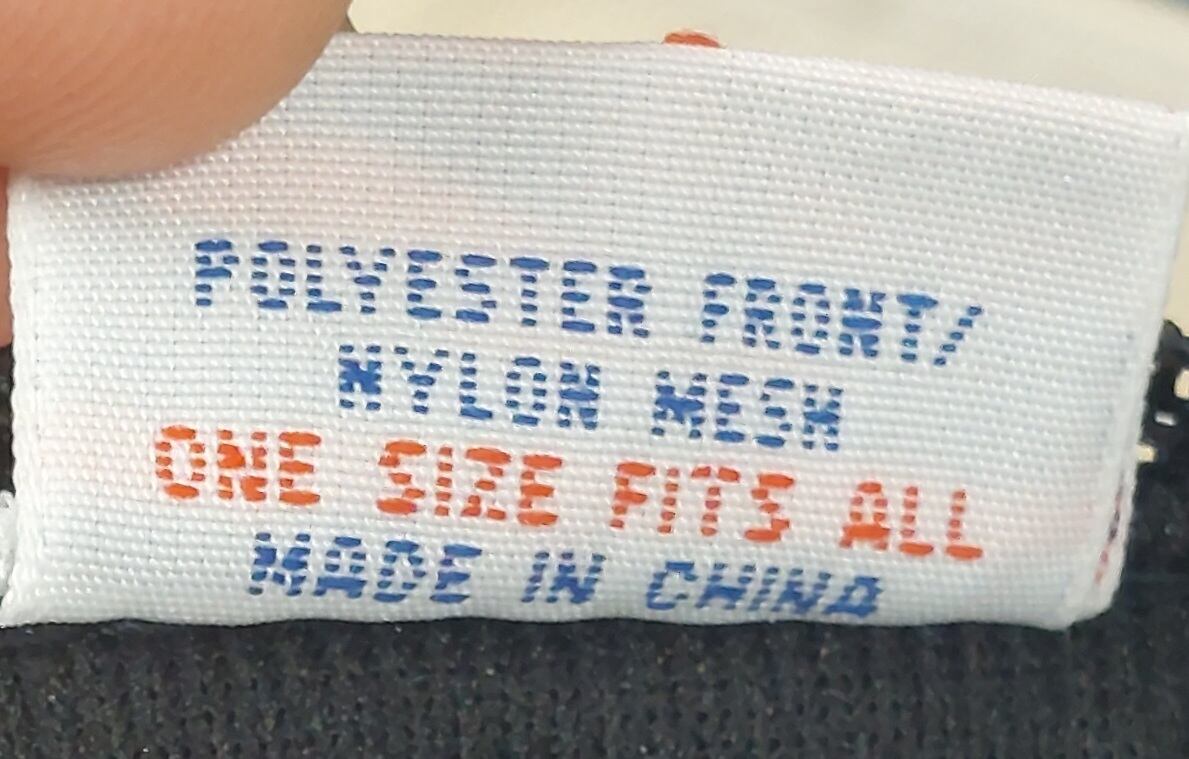 POLYESTER FRONT/
NYLON MESH
ONE SIZE FITS ALL
MADE IN CHINA